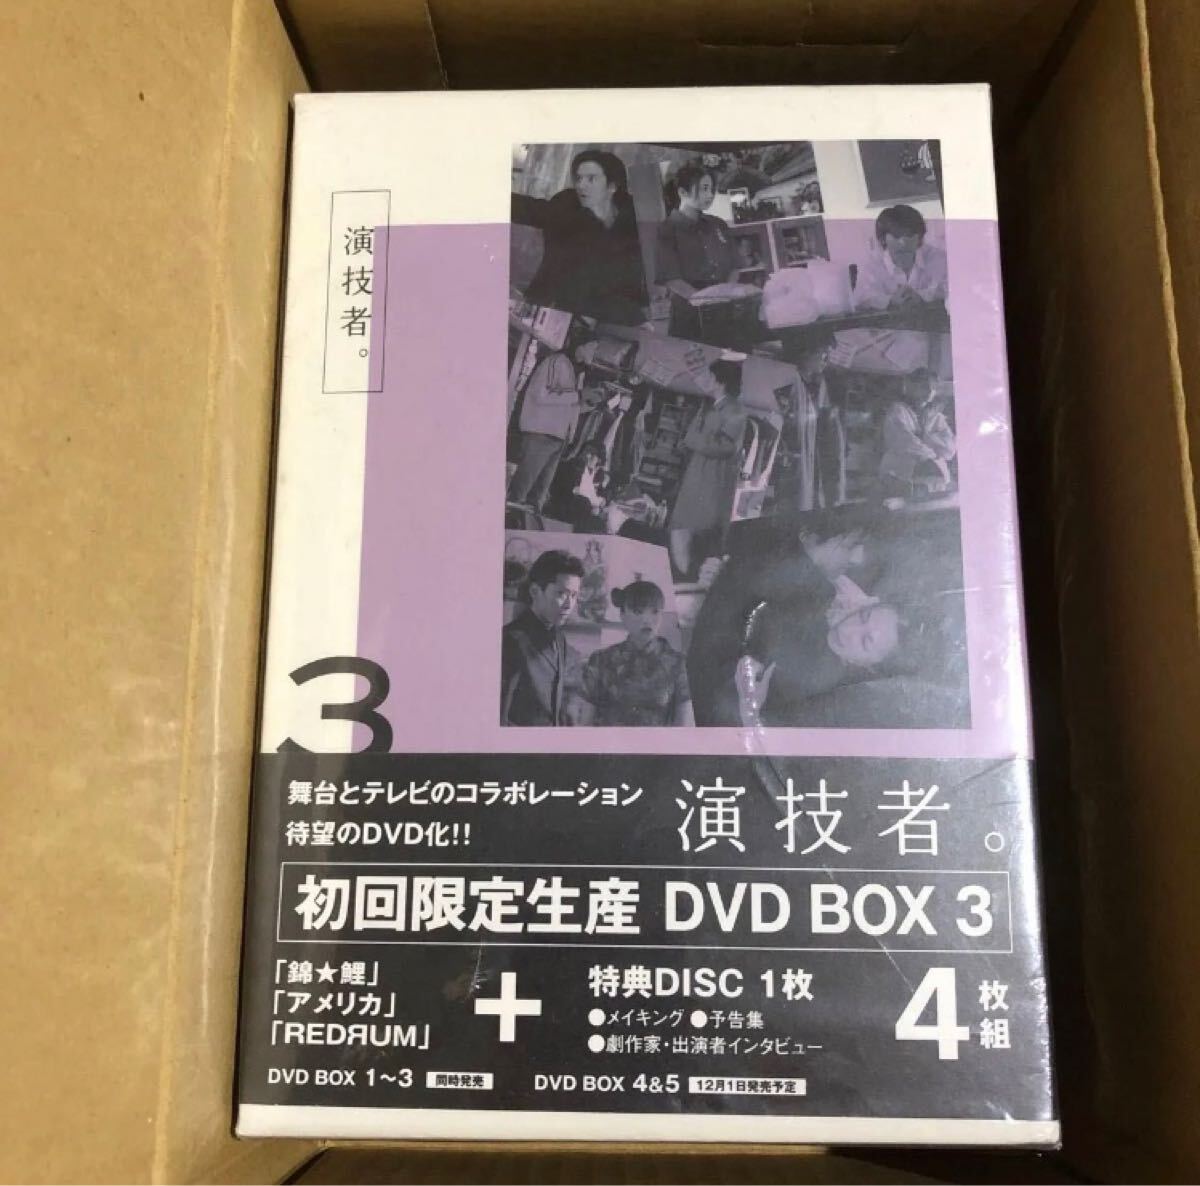 演技者。
3
舞台とテレビのコラボレーション
待望のDVD化!!
演技者。
初回限定生産 DVD BOX 3
「錦★鯉」
「アメリカ」
「REDЯUM」
+
特典DISC 1枚
●メイキング ●予告集
●劇作家・出演者インタビュー
4枚組
DVD BOX 1〜3 同時発売
DVD BOX 4&5 12月1日発売予定